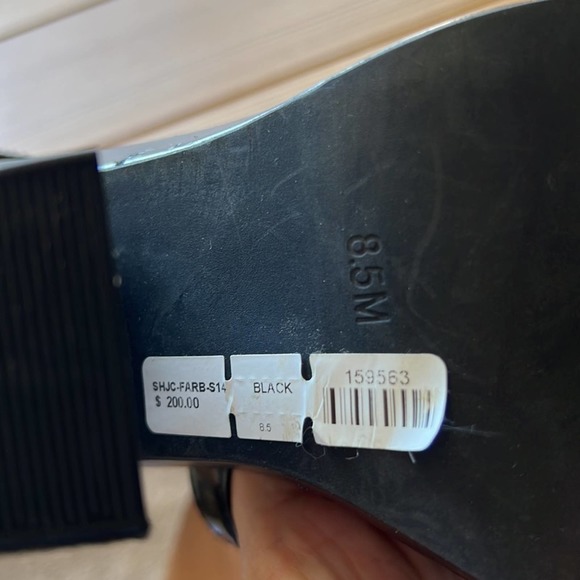 8.5M
SHJC-FARB-S14
$ 200.00
BLACK
8.5
159563